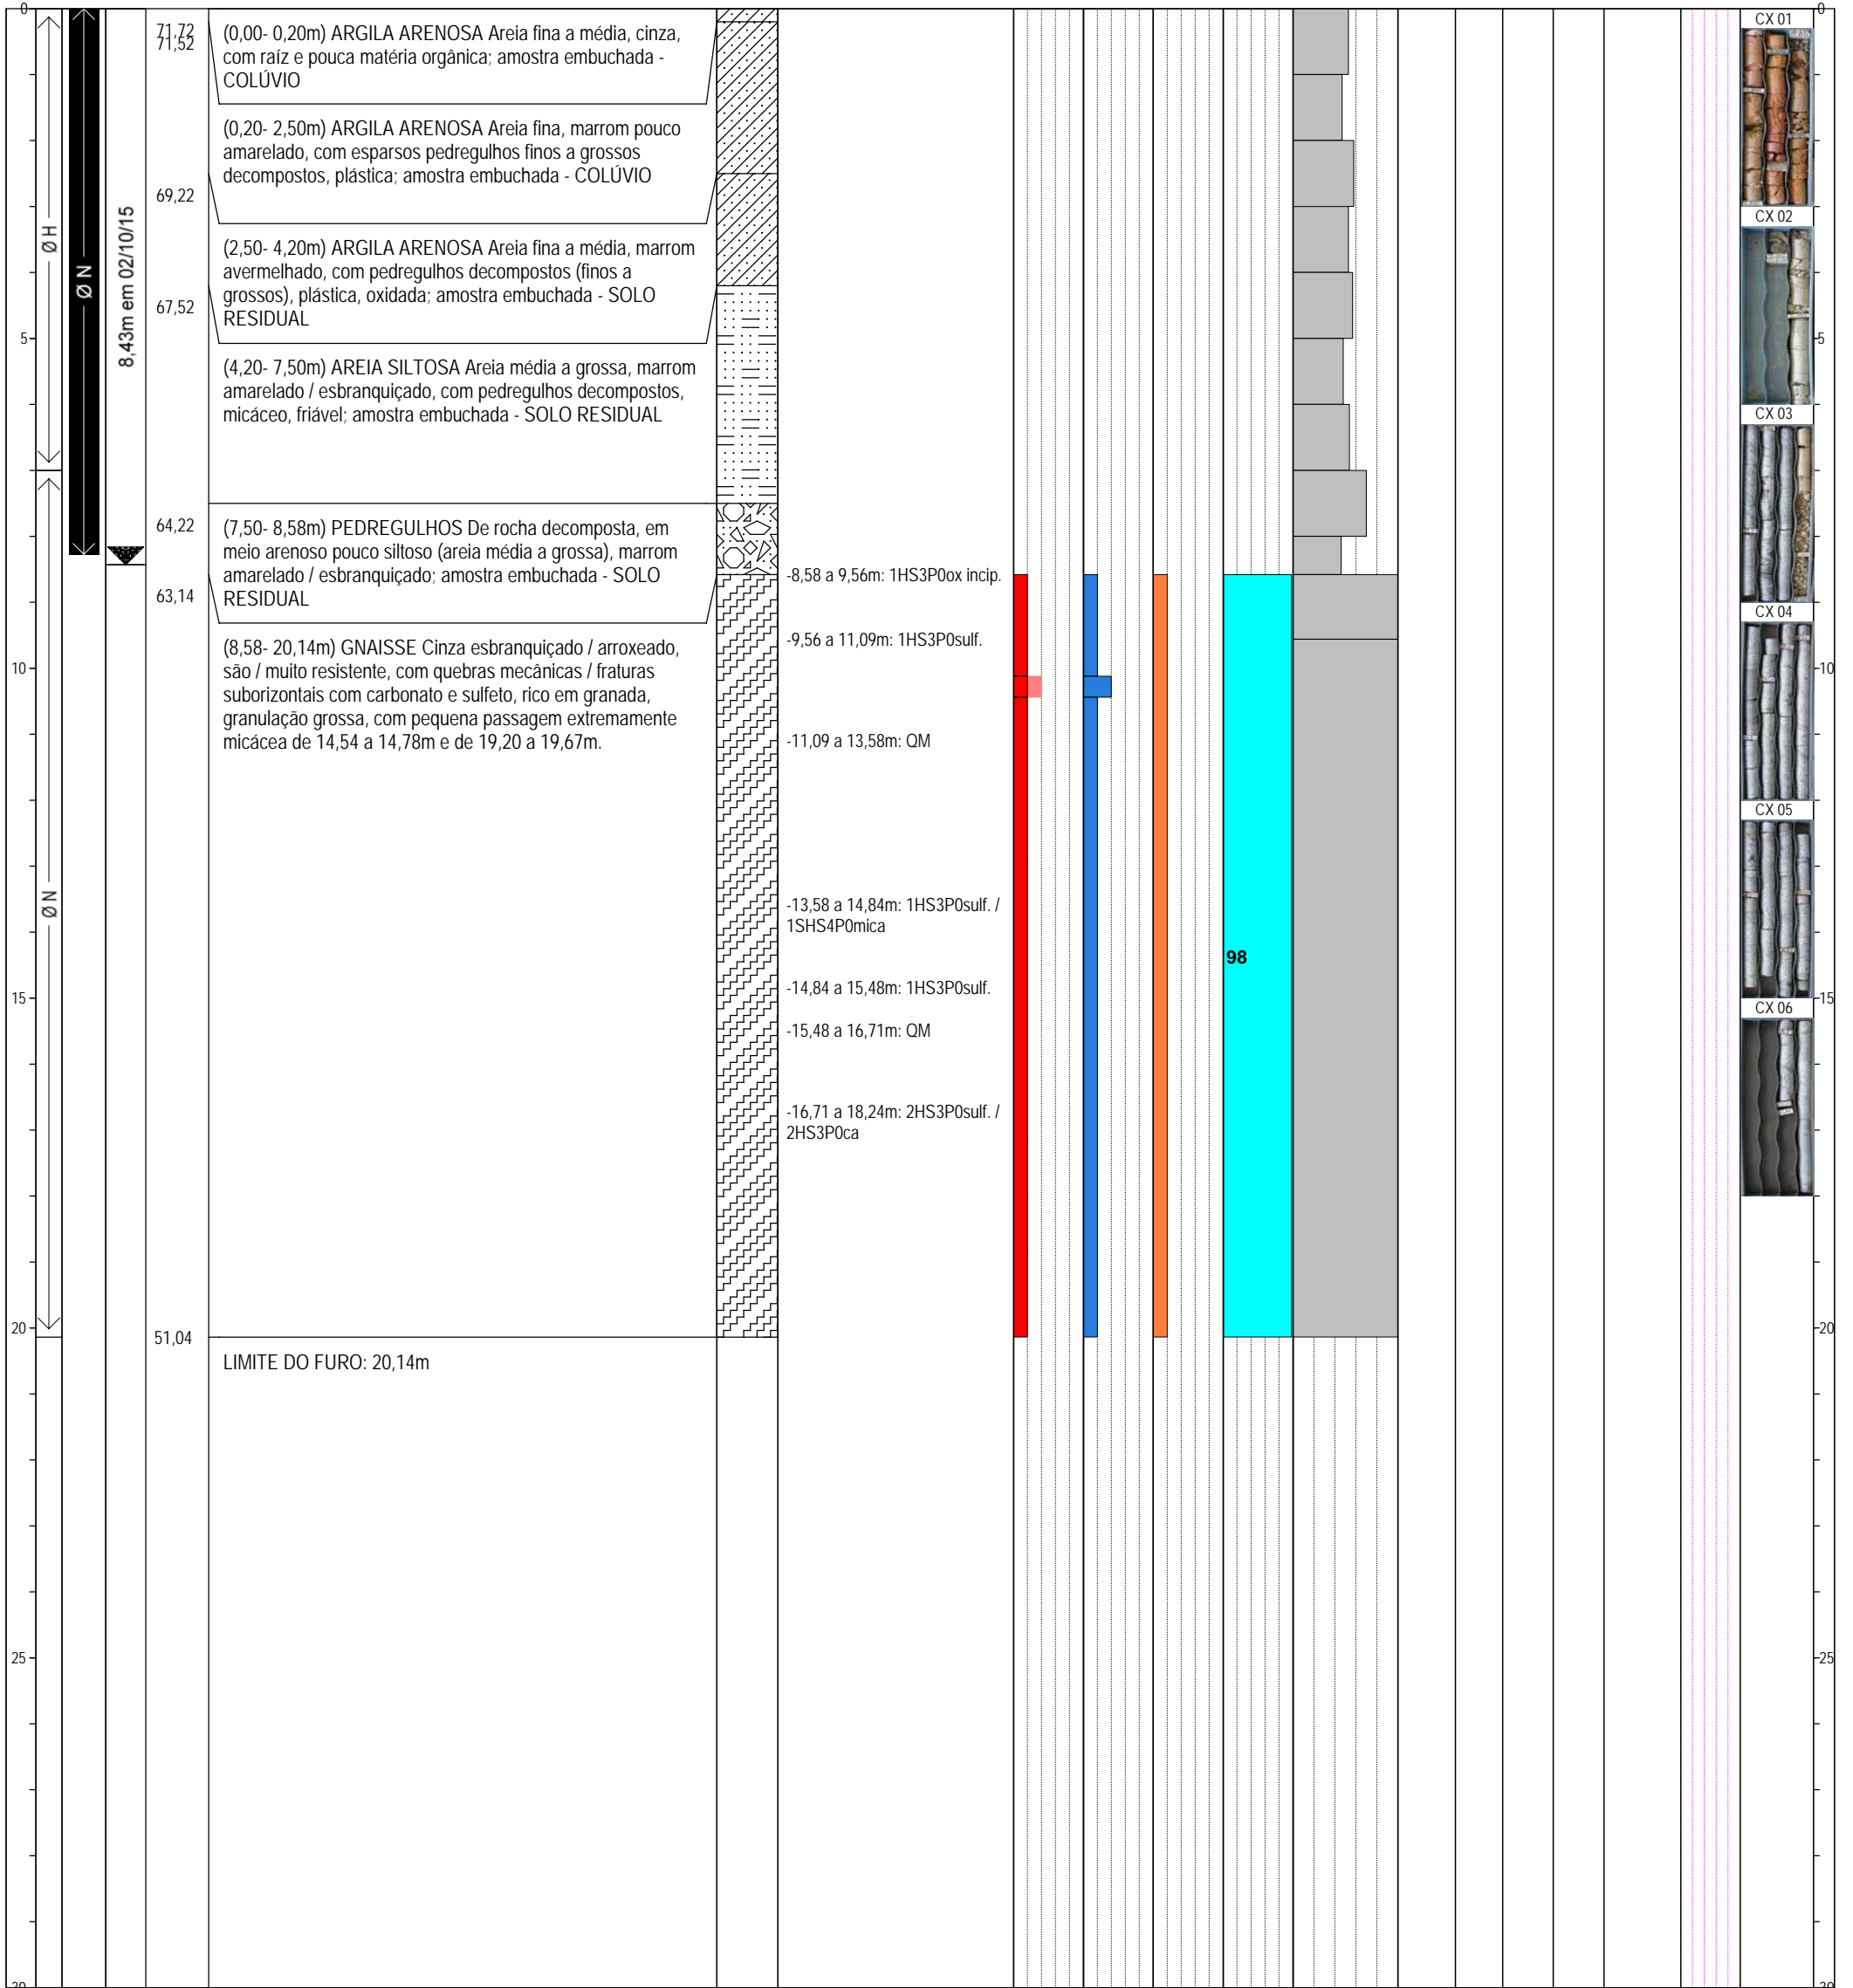 0
5
10
15
20
25
30
Ø H
Ø N
Ø N
8,43m em 02/10/15
71,72
71,52
69,22
67,52
64,22
63,14
51,04
(0,00- 0,20m) ARGILA ARENOSA Areia fina a média, cinza,
com raíz e pouca matéria orgânica; amostra embuchada -
COLÚVIO
(0,20- 2,50m) ARGILA ARENOSA Areia fina, marrom pouco
amarelado, com esparsos pedregulhos finos a grossos
decompostos, plástica; amostra embuchada - COLÚVIO
(2,50- 4,20m) ARGILA ARENOSA Areia fina a média, marrom
avermelhado, com pedregulhos decompostos (finos a
grossos), plástica, oxidada; amostra embuchada - SOLO
RESIDUAL
(4,20- 7,50m) AREIA SILTOSA Areia média a grossa, marrom
amarelado / esbranquiçado, com pedregulhos decompostos,
micáceo, friável; amostra embuchada - SOLO RESIDUAL
(7,50- 8,58m) PEDREGULHOS De rocha decomposta, em
meio arenoso pouco siltoso (areia média a grossa), marrom
amarelado / esbranquiçado; amostra embuchada - SOLO
RESIDUAL
(8,58- 20,14m) GNAISSE Cinza esbranquiçado / arroxeado,
são / muito resistente, com quebras mecânicas / fraturas
suborizontais com carbonato e sulfeto, rico em granada,
granulação grossa, com pequena passagem extremamente
micácea de 14,54 a 14,78m e de 19,20 a 19,67m.
LIMITE DO FURO: 20,14m
-8,58 a 9,56m: 1HS3P0ox incip.
-9,56 a 11,09m: 1HS3P0sulf.
-11,09 a 13,58m: QM
-13,58 a 14,84m: 1HS3P0sulf. /
1SHS4P0mica
-14,84 a 15,48m: 1HS3P0sulf.
-15,48 a 16,71m: QM
-16,71 a 18,24m: 2HS3P0sulf. /
2HS3P0ca
98
CX 01
CX 02
CX 03
CX 04
CX 05
CX 06
0
5
10
15
20
25
30